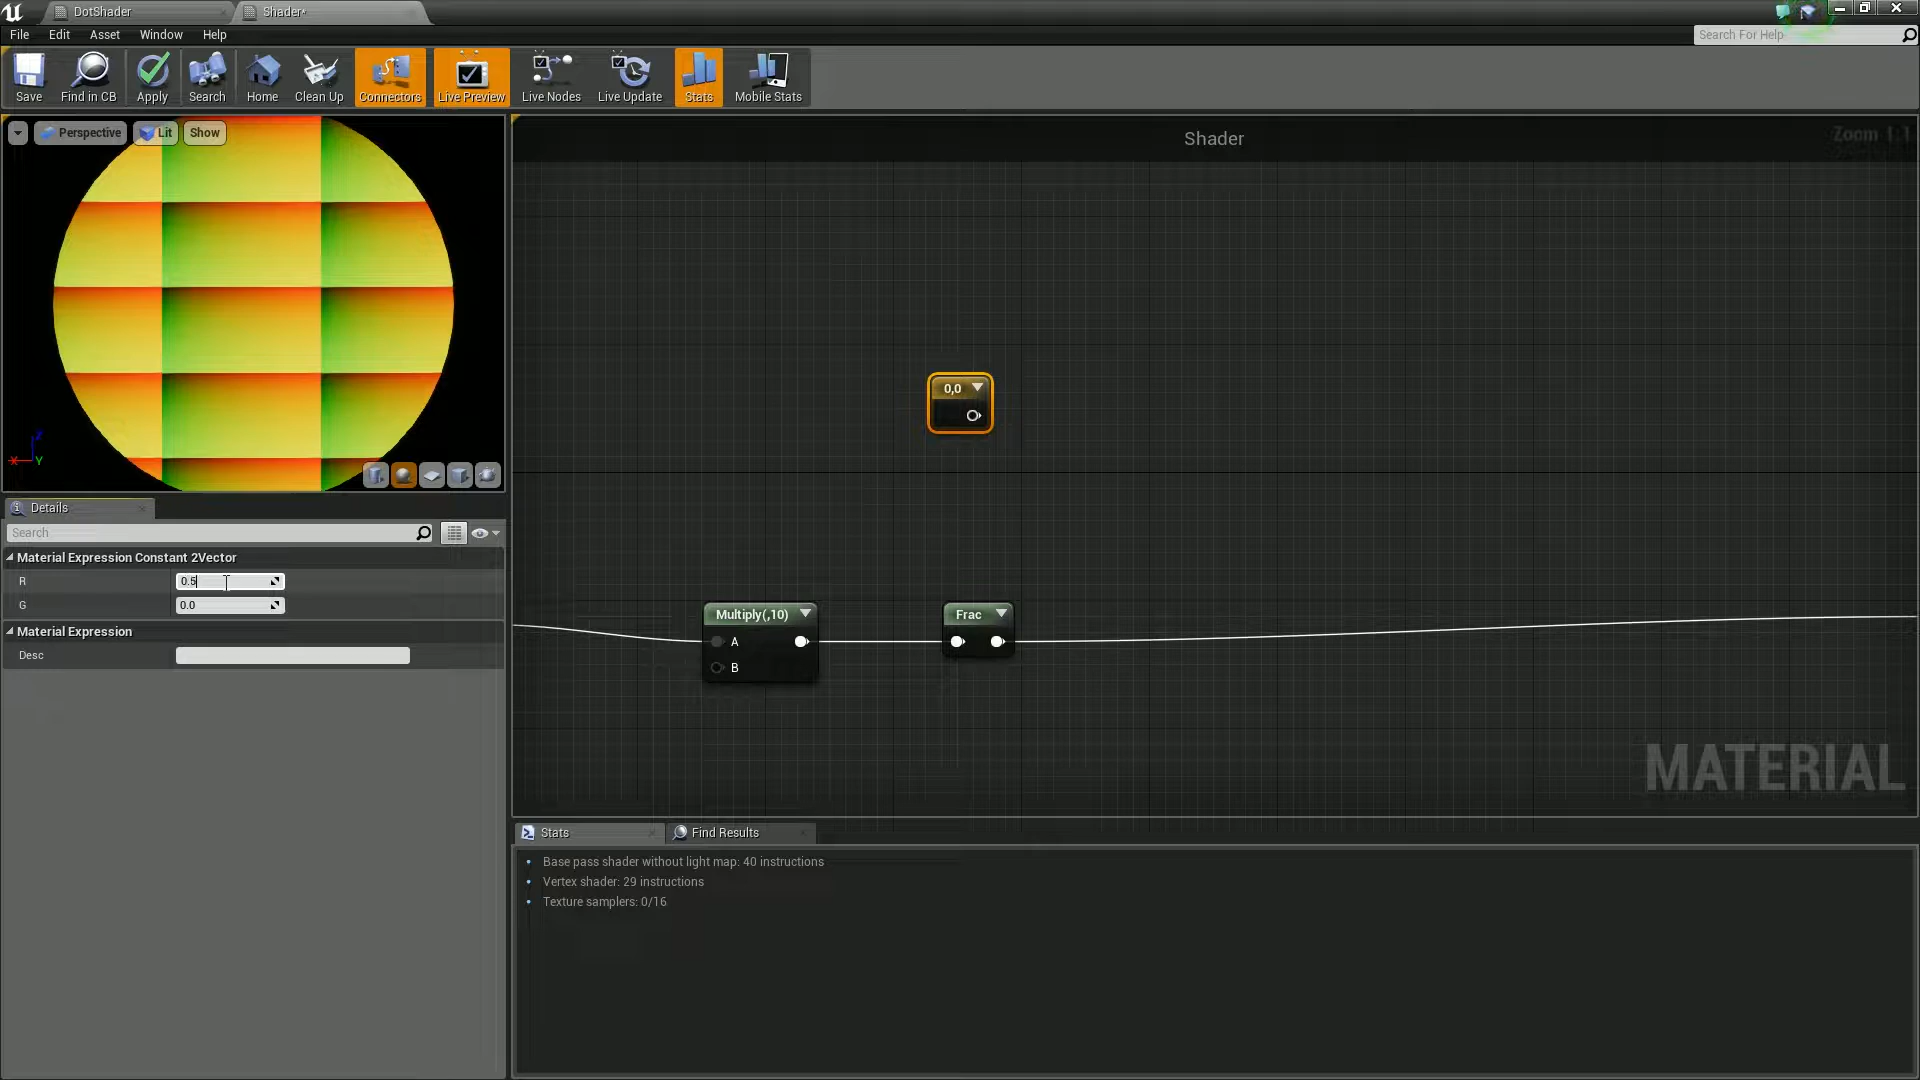 DotShader
Shader*
File Edit Asset Window Help
Search For Help
Save
Find in CB
Apply
Search
Home
Clean Up
Connectors
Live Preview
Live Nodes
Live Update
Stats
Mobile Stats
Perspective
Lit
Show
Shader
Zoom 1:1
X
Y
Z
0,0
Details
Search
Material Expression Constant 2Vector
R 0.5
G 0.0
Material Expression
Desc
Multiply(,10)
A
B
Frac
MATERIAL
Stats
Find Results
Base pass shader without light map: 40 instructions
Vertex shader: 29 instructions
Texture samplers: 0/16